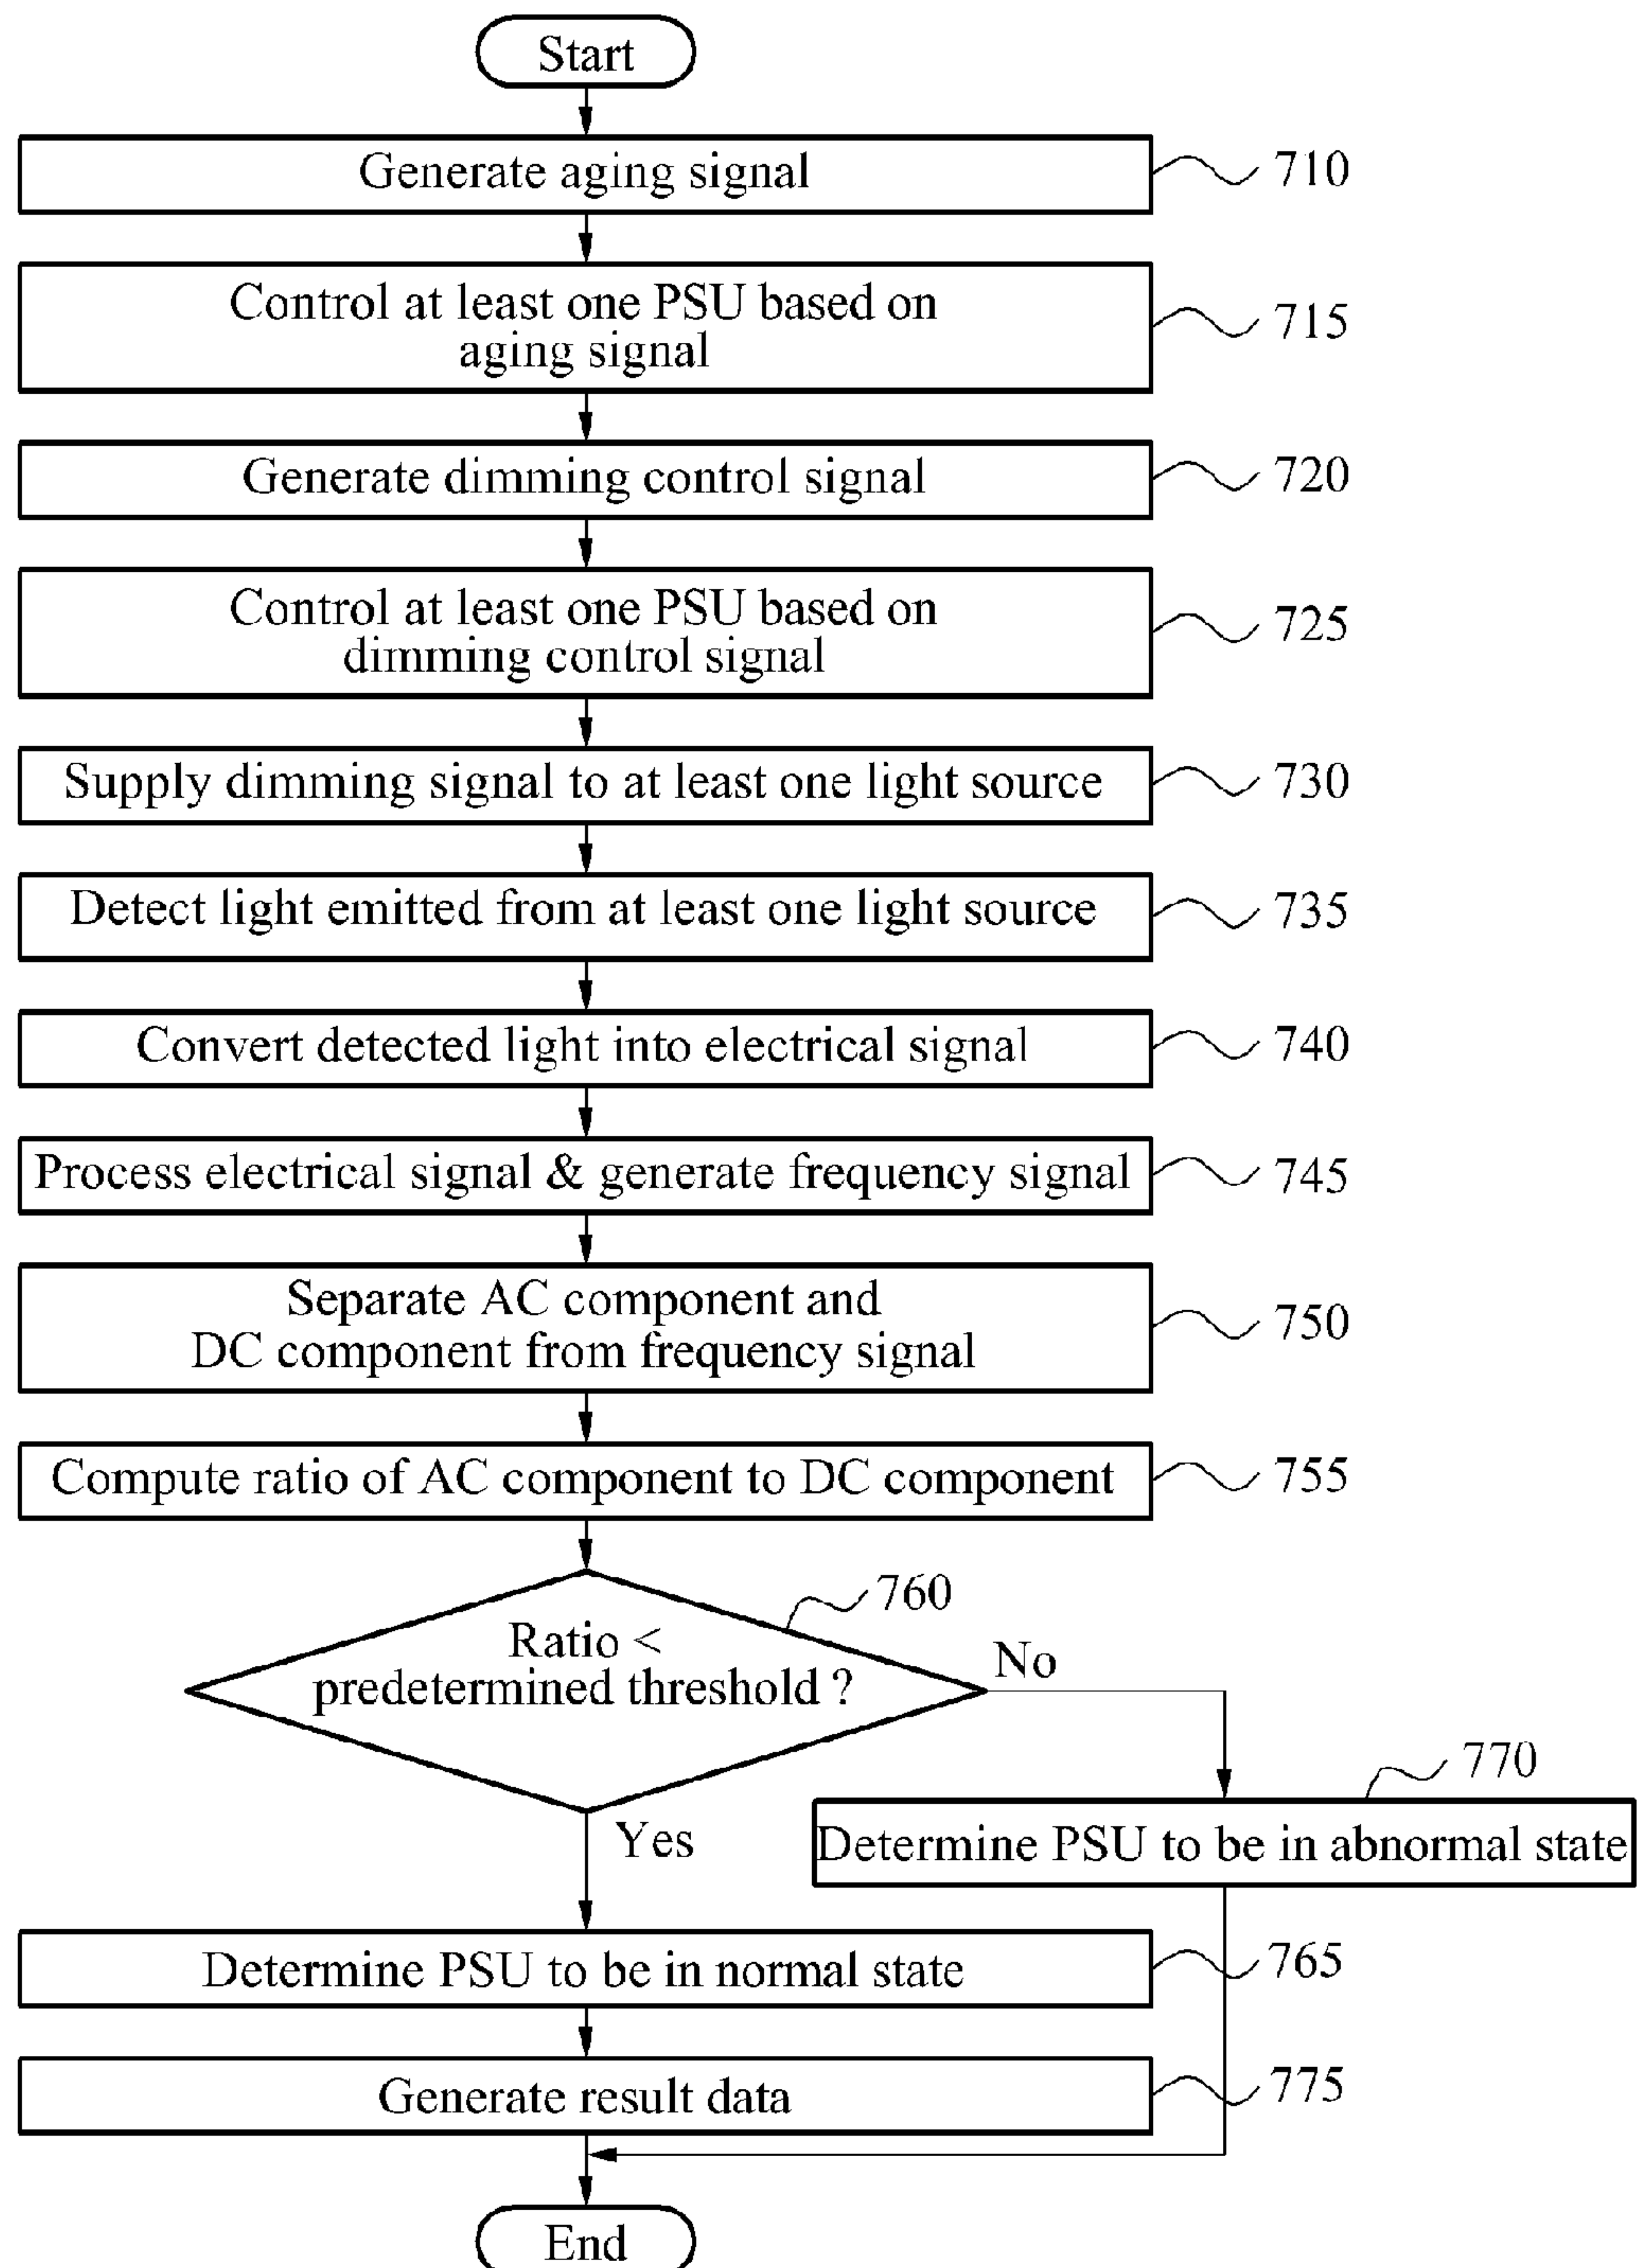 Start
Generate aging signal
710
Control at least one PSU based on
aging signal
715
Generate dimming control signal
720
Control at least one PSU based on
dimming control signal
725
Supply dimming signal to at least one light source
730
Detect light emitted from at least one light source
735
Convert detected light into electrical signal
740
Process electrical signal & generate frequency signal
745
Separate AC component and
DC component from frequency signal
750
Compute ratio of AC component to DC component
755
760
Ratio <
predetermined threshold ?
No
Yes
770
Determine PSU to be in abnormal state
Determine PSU to be in normal state
765
Generate result data
775
End